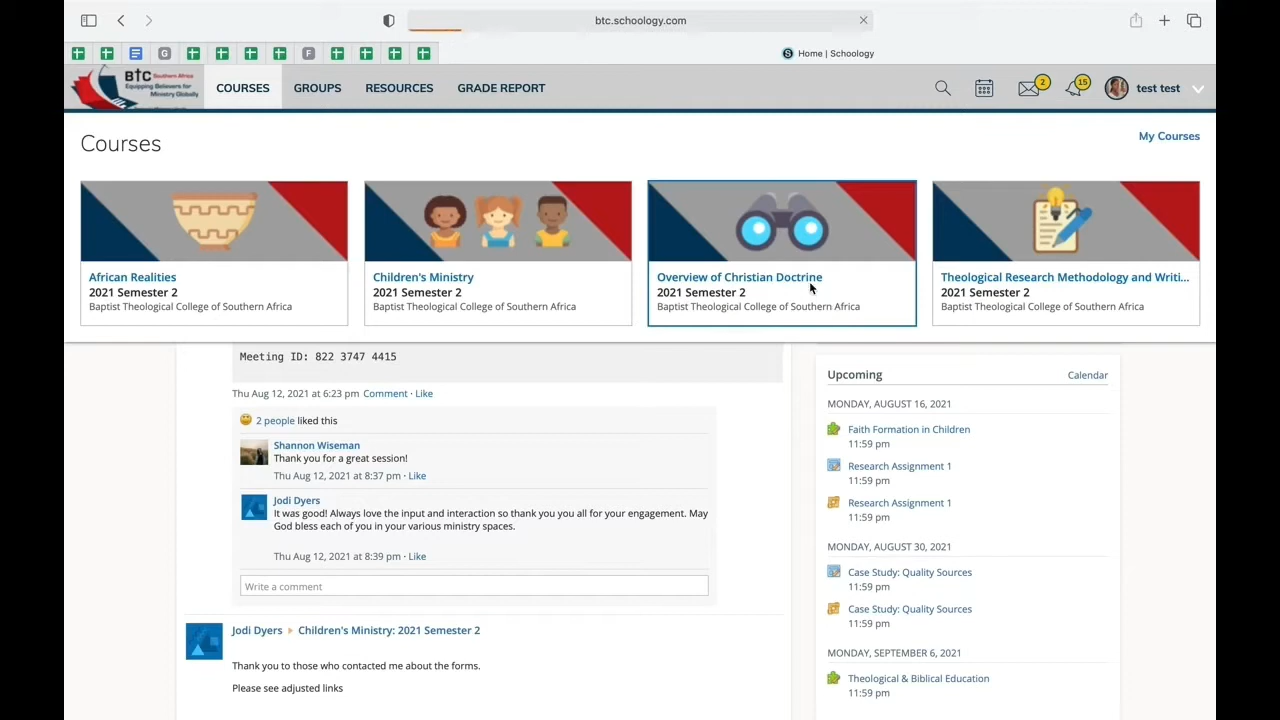 btc.schoology.com
G
F
S Home | Schoology
BTC Southern Africa
Equipping Believers for
Ministry Globally
COURSES
GROUPS
RESOURCES
GRADE REPORT
2
15
test test
Courses
My Courses
African Realities
2021 Semester 2
Baptist Theological College of Southern Africa
Children's Ministry
2021 Semester 2
Baptist Theological College of Southern Africa
Overview of Christian Doctrine
2021 Semester 2
Baptist Theological College of Southern Africa
Theological Research Methodology and Writi...
2021 Semester 2
Baptist Theological College of Southern Africa
Meeting ID: 822 3747 4415
Thu Aug 12, 2021 at 6:23 pm Comment · Like
2 people liked this
Shannon Wiseman
Thank you for a great session!
Thu Aug 12, 2021 at 8:37 pm · Like
Jodi Dyers
It was good! Always love the input and interaction so thank you you all for your engagement. May
God bless each of you in your various ministry spaces.
Thu Aug 12, 2021 at 8:39 pm · Like
Write a comment
Jodi Dyers Children's Ministry: 2021 Semester 2
Thank you to those who contacted me about the forms.
Please see adjusted links
Upcoming
Calendar
MONDAY, AUGUST 16, 2021
Faith Formation in Children
11:59 pm
Research Assignment 1
11:59 pm
Research Assignment 1
11:59 pm
MONDAY, AUGUST 30, 2021
Case Study: Quality Sources
11:59 pm
Case Study: Quality Sources
11:59 pm
MONDAY, SEPTEMBER 6, 2021
Theological & Biblical Education
11:59 pm